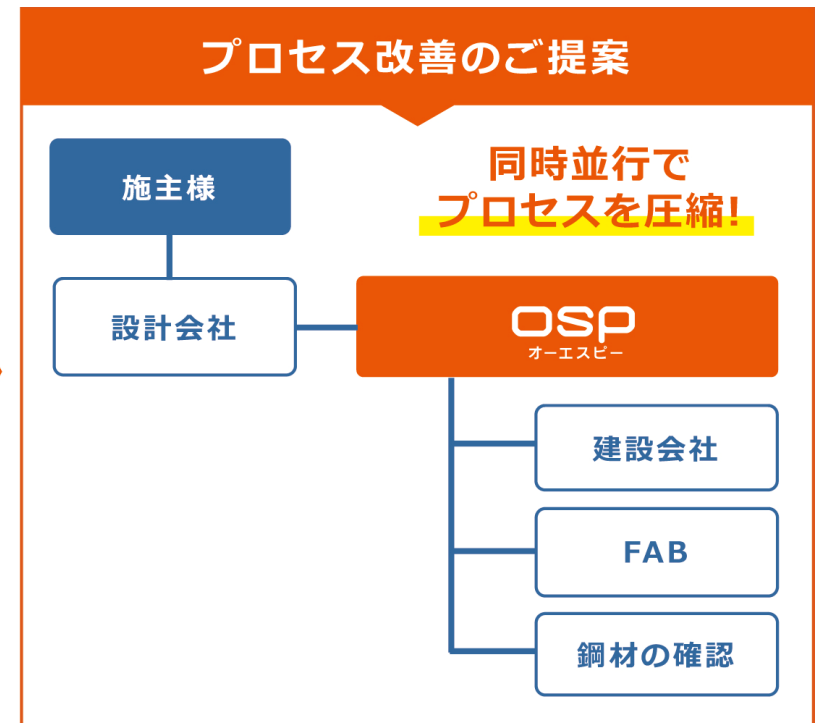 プロセス改善のご提案
施主様
同時並行で
プロセスを圧縮!
設計会社
osp
オーエスピー
建設会社
FAB
鋼材の確認